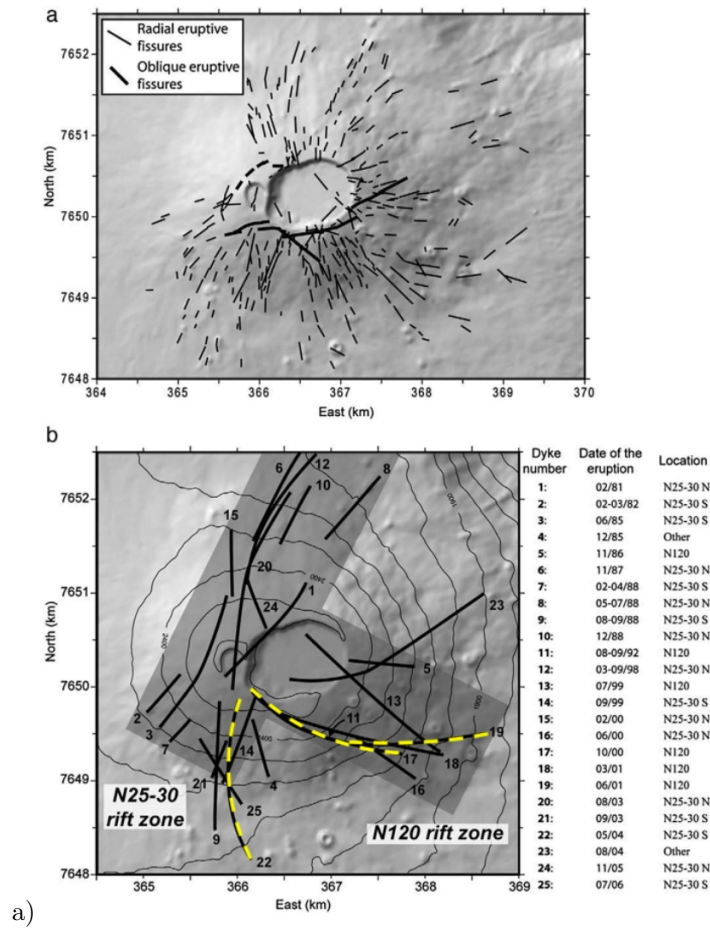 a
Radial eruptive
fissures
Oblique eruptive
fissures
7652
7651
7650
7649
7648
North (km)
364 365 366 367 368 369 370
East (km)
b
7652
7651
7650
7649
7648
North (km)
365 366 367 368 369
East (km)
6
12
8
10
15
20
1
24
23
5
2
3
7
13
11
14
19
17
18
21
4
16
25
9
22
2400
2400
2400
1900
N25-30
rift zone
N120 rift zone
Dyke number Date of the eruption Location
1: 02/81 N25-30 N
2: 02-03/82 N25-30 S
3: 06/85 N25-30 S
4: 12/85 Other
5: 11/86 N120
6: 11/87 N25-30 N
7: 02-04/88 N25-30 S
8: 05-07/88 N25-30 N
9: 08-09/88 N25-30 S
10: 12/88 N25-30 N
11: 08-09/92 N120
12: 03-09/98 N25-30 N
13: 07/99 N120
14: 09/99 N25-30 S
15: 02/00 N25-30 N
16: 06/00 N25-30 N
17: 10/00 N120
18: 03/01 N120
19: 06/01 N120
20: 08/03 N25-30 N
21: 09/03 N25-30 S
22: 05/04 N25-30 S
23: 08/04 Other
24: 11/05 N25-30 N
25: 07/06 N25-30 S
a)